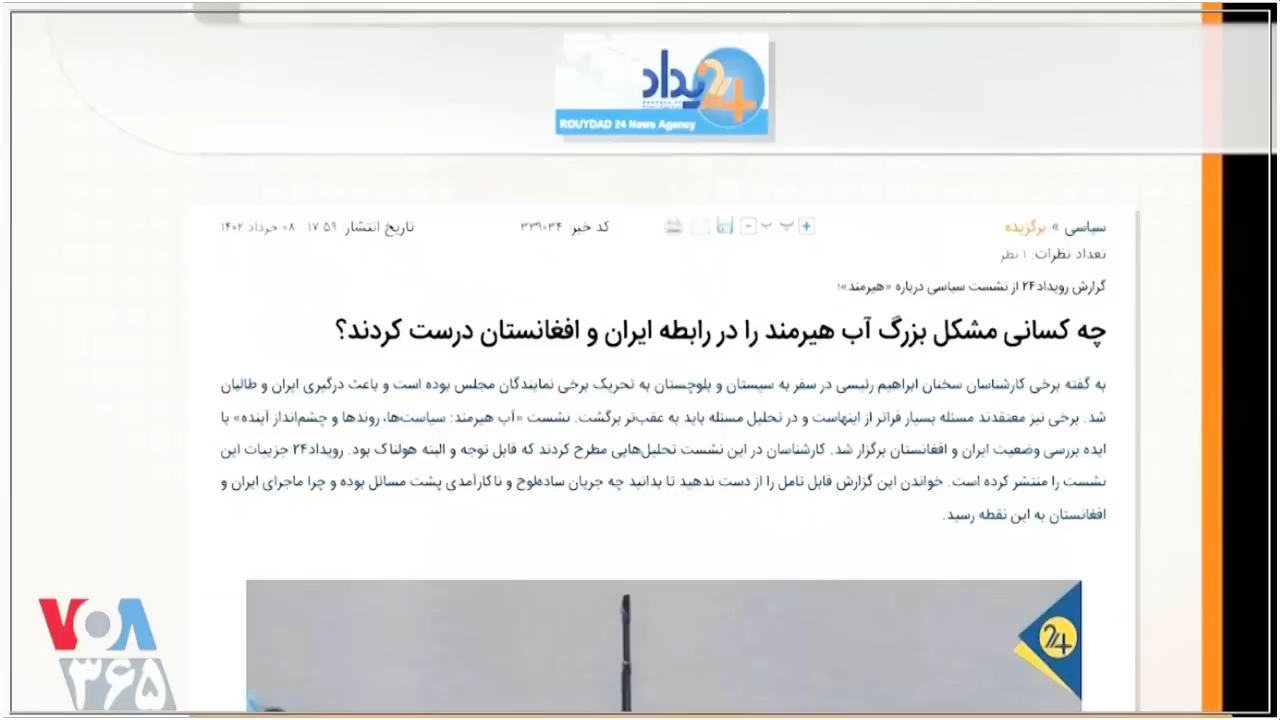 رویداد24
ROUYDAD 24 News Agency
سیاسی » برگزیده
کد خبر: ۳۳۹۰۳۴
تاریخ انتشار: ۱۷:۵۹ - ۰۸ خرداد ۱۴۰۲
تعداد نظرات: ۱ نظر
گزارش رویداد۲۴ از نشست سیاسی درباره «هیرمند»؛
چه کسانی مشکل بزرگ آب هیرمند را در رابطه ایران و افغانستان درست کردند؟
به گفته برخی کارشناسان سخنان ابراهیم رئیسی در سفر به سیستان و بلوچستان به تحریک برخی نمایندگان مجلس بوده است و باعث درگیری ایران و طالبان
شد. برخی نیز معتقدند مسئله بسیار فراتر از اینهاست و در تحلیل مسئله باید به عقب‌تر برگشت. نشست «آب هیرمند: سیاست‌ها، روندها و چشم‌انداز آینده» با
ایده بررسی وضعیت ایران و افغانستان برگزار شد. کارشناسان در این نشست تحلیل‌هایی مطرح کردند که قابل توجه و البته هولناک بود. رویداد۲۴ جزییات این
نشست را منتشر کرده است. خواندن این گزارش قابل تامل را از دست ندهید تا بدانید چه جریان ساده‌لوح و ناکارآمدی پشت مسائل بوده و چرا ماجرای ایران و
افغانستان به این نقطه رسید.
24
VOA
۳۶۵